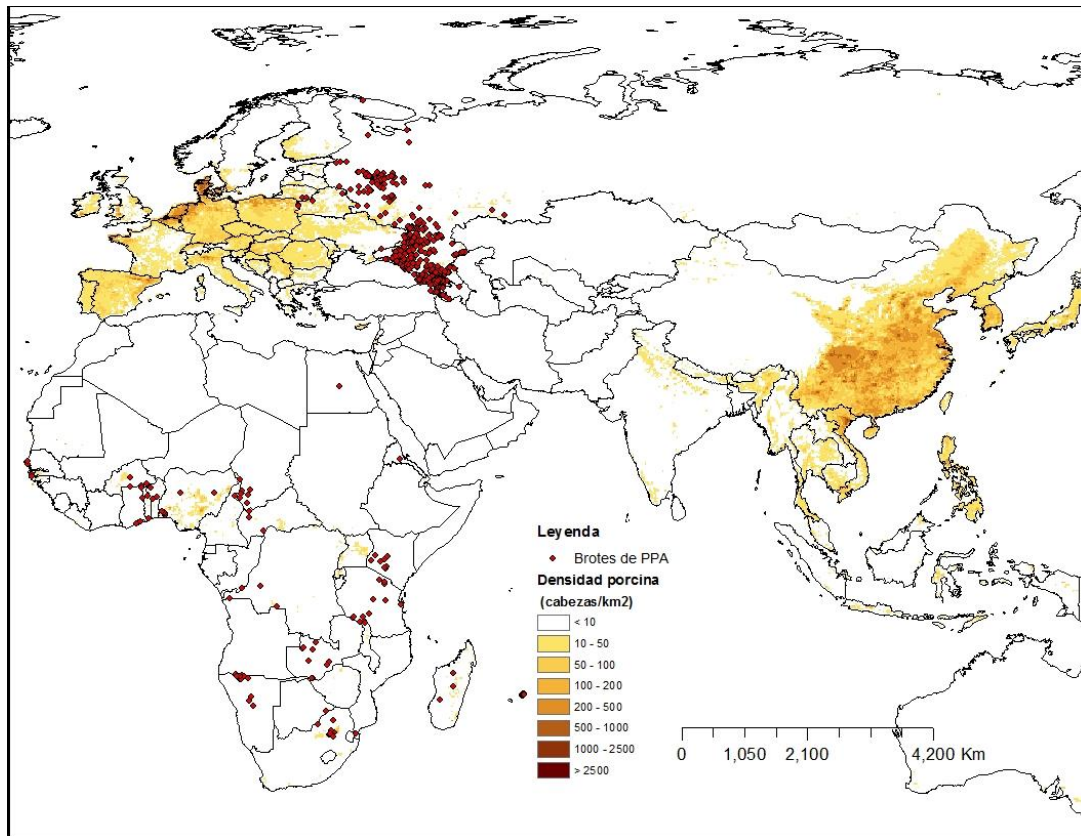 Leyenda
Brotes de PPA
Densidad porcina
(cabezas/km2)
< 10
10 - 50
50 - 100
100 - 200
200 - 500
500 - 1000
1000 - 2500
> 2500
0 1,050 2,100 4,200 Km